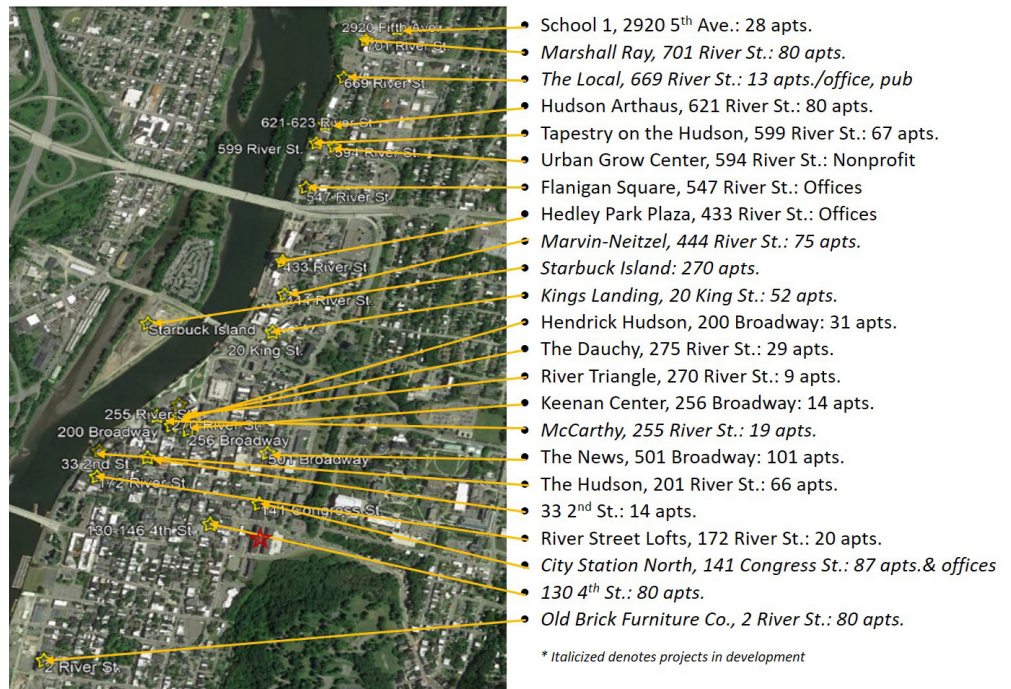 2920 Fifth Ave.
701 River St.
669 River St.
621-623 River St.
599 River St.
594 River St.
547 River St
433 River St
444 River St.
Starbuck Island
20 King St.
255 River St
270 River St.
200 Broadway
256 Broadway
33 2nd St.
501 Broadway
172 River St
141 Congress St.
130-146 4th St.
2 River St.
• School 1, 2920 5th Ave.: 28 apts.
• Marshall Ray, 701 River St.: 80 apts.
• The Local, 669 River St.: 13 apts./office, pub
• Hudson Arthaus, 621 River St.: 80 apts.
• Tapestry on the Hudson, 599 River St.: 67 apts.
• Urban Grow Center, 594 River St.: Nonprofit
• Flanigan Square, 547 River St.: Offices
• Hedley Park Plaza, 433 River St.: Offices
• Marvin-Neitzel, 444 River St.: 75 apts.
• Starbuck Island: 270 apts.
• Kings Landing, 20 King St.: 52 apts.
• Hendrick Hudson, 200 Broadway: 31 apts.
• The Dauchy, 275 River St.: 29 apts.
• River Triangle, 270 River St.: 9 apts.
• Keenan Center, 256 Broadway: 14 apts.
• McCarthy, 255 River St.: 19 apts.
• The News, 501 Broadway: 101 apts.
• The Hudson, 201 River St.: 66 apts.
• 33 2nd St.: 14 apts.
• River Street Lofts, 172 River St.: 20 apts.
• City Station North, 141 Congress St.: 87 apts.& offices
• 130 4th St.: 80 apts.
• Old Brick Furniture Co., 2 River St.: 80 apts.
* Italicized denotes projects in development